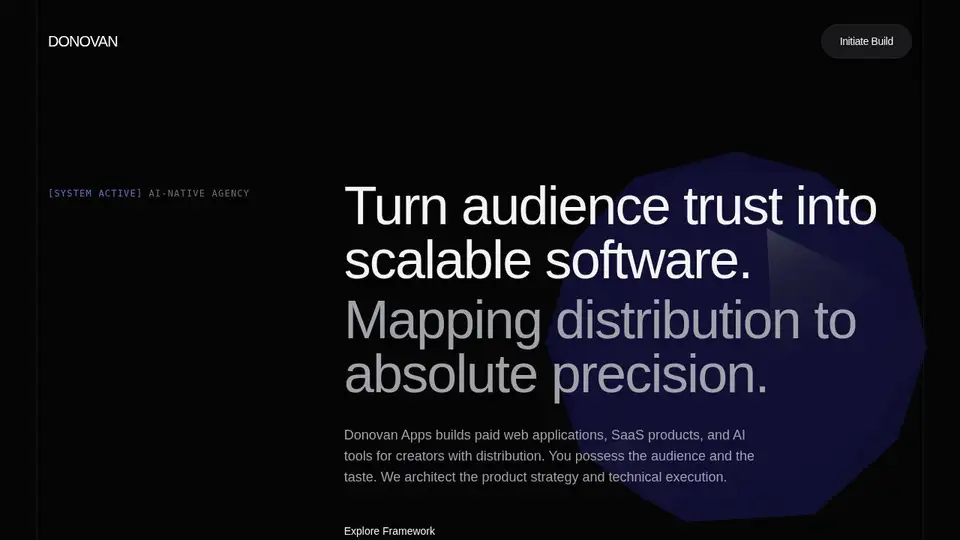 DONOVAN
Initiate Build
[SYSTEM ACTIVE] AI-NATIVE AGENCY
Turn audience trust into
scalable software.
Mapping distribution to
absolute precision.
Donovan Apps builds paid web applications, SaaS products, and AI
tools for creators with distribution. You possess the audience and the
taste. We architect the product strategy and technical execution.
Explore Framework